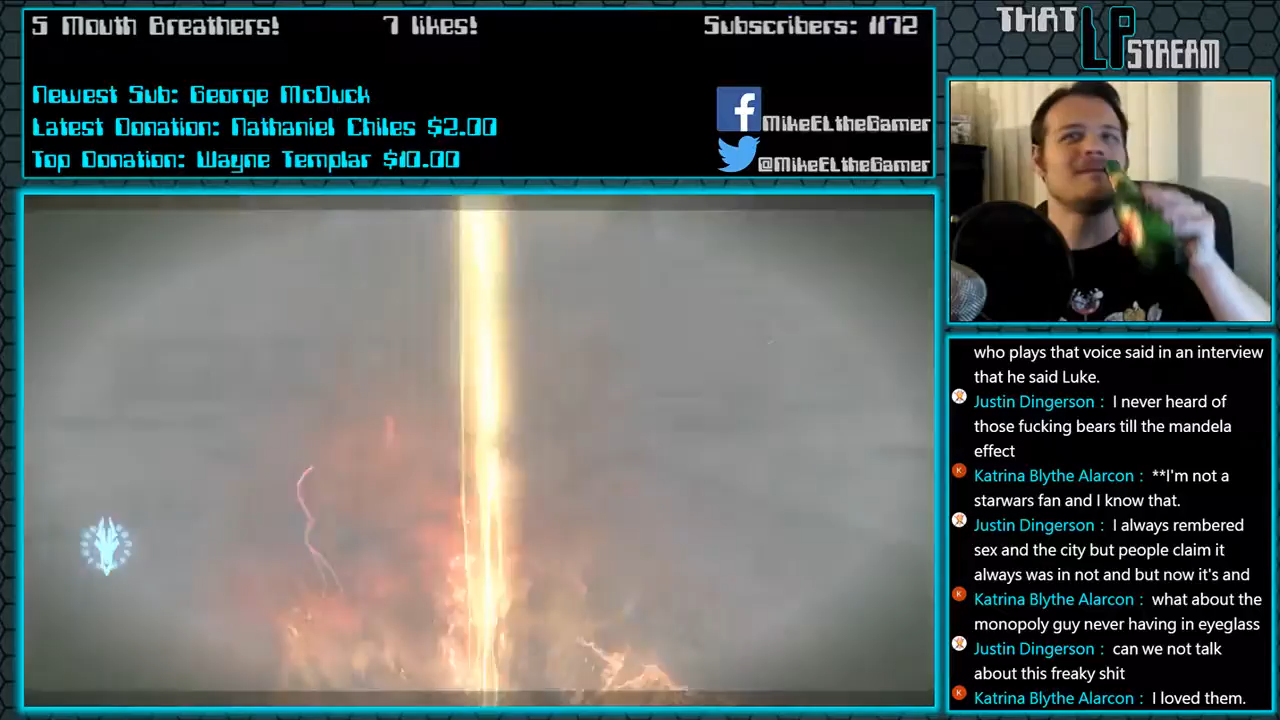 5 Mouth Breathers!
7 likes!
Subscribers: 1172
Newest Sub: George McDuck
Latest Donation: Nathaniel Chiles $2.00
Top Donation: Wayne Templar $10.00
MikeELtheGamer
@MikeELtheGamer
THAT
LP
STREAM
who plays that voice said in an interview
that he said Luke.
Justin Dingerson : I never heard of
those fucking bears till the mandela
effect
K Katrina Blythe Alarcon : **I'm not a
starwars fan and I know that.
Justin Dingerson : I always rembered
sex and the city but people claim it
always was in not and but now it's and
K Katrina Blythe Alarcon : what about the
monopoly guy never having in eyeglass
Justin Dingerson : can we not talk
about this freaky shit
K Katrina Blythe Alarcon : I loved them.